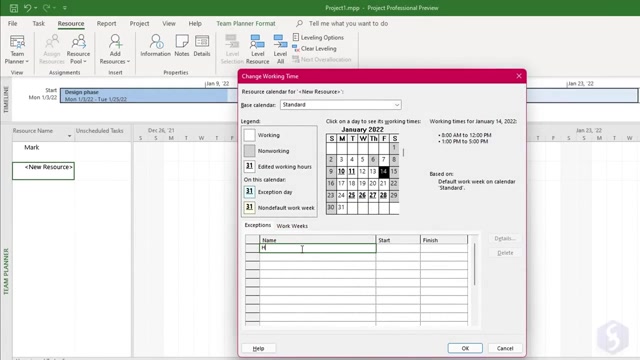 Project1.mpp - Project Professional Preview
File Task Resource Report Project View Help Team Planner Format Tell me what you want to do
Team Planner
Assign Resources
Resource Pool
Add Resources
Information
Notes
Details
Level Selection
Level Resource
Level All
Leveling Options
Clear Leveling
Next Overallocation
View
Level
TIMELINE
Start
Mon 1/3/22
Jan 9, '22
Jan 23, '22
Design phase
Mon 1/3/22 - Tue 1/25/22
Resource Name
Unscheduled Tasks
Dec 26, '21
Jan 23, '22
Mark
<New Resource>
TEAM PLANNER
Change Working Time
Resource calendar for '<New Resource>':
Base calendar: Standard
Legend:
Working
Nonworking
31 Edited working hours
On this calendar:
31 Exception day
31 Nondefault work week
Click on a day to see its working times:
January 2022
S M T W Th F S
1
2 3 4 5 6 7 8
9 10 11 12 13 14 15
16 17 18 19 20 21 22
23 24 25 26 27 28 29
30 31
Working times for January 14, 2022:
• 8:00 AM to 12:00 PM
• 1:00 PM to 5:00 PM
Based on:
Default work week on calendar
'Standard'.
Exceptions Work Weeks
Name Start Finish
H
Details...
Delete
Help
OK
Cancel